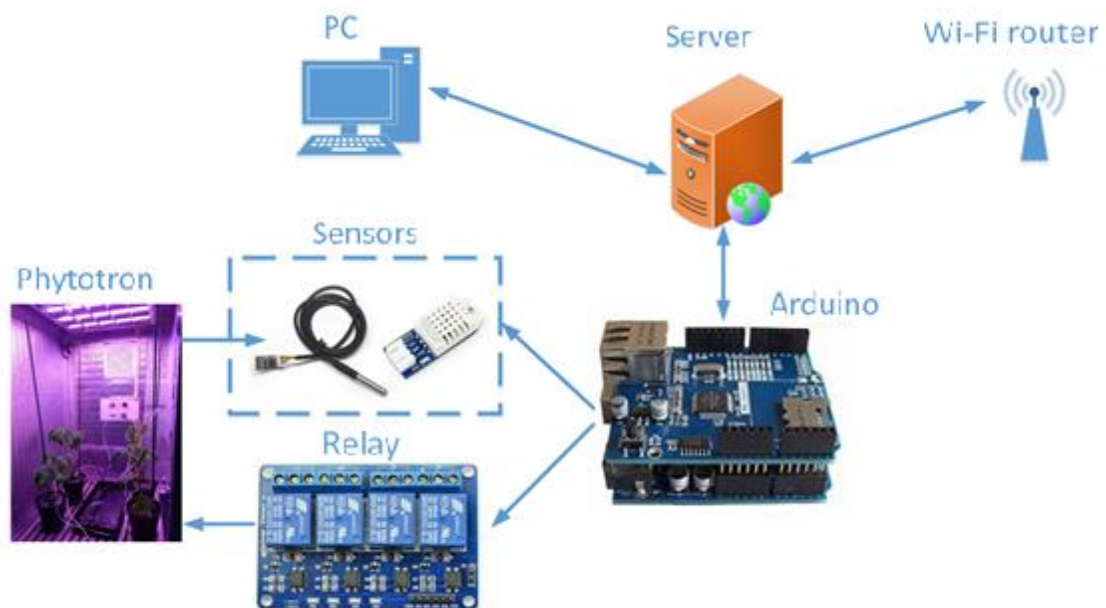 PC
Server
Wi-Fi router
Sensors
Phytotron
Arduino
Relay